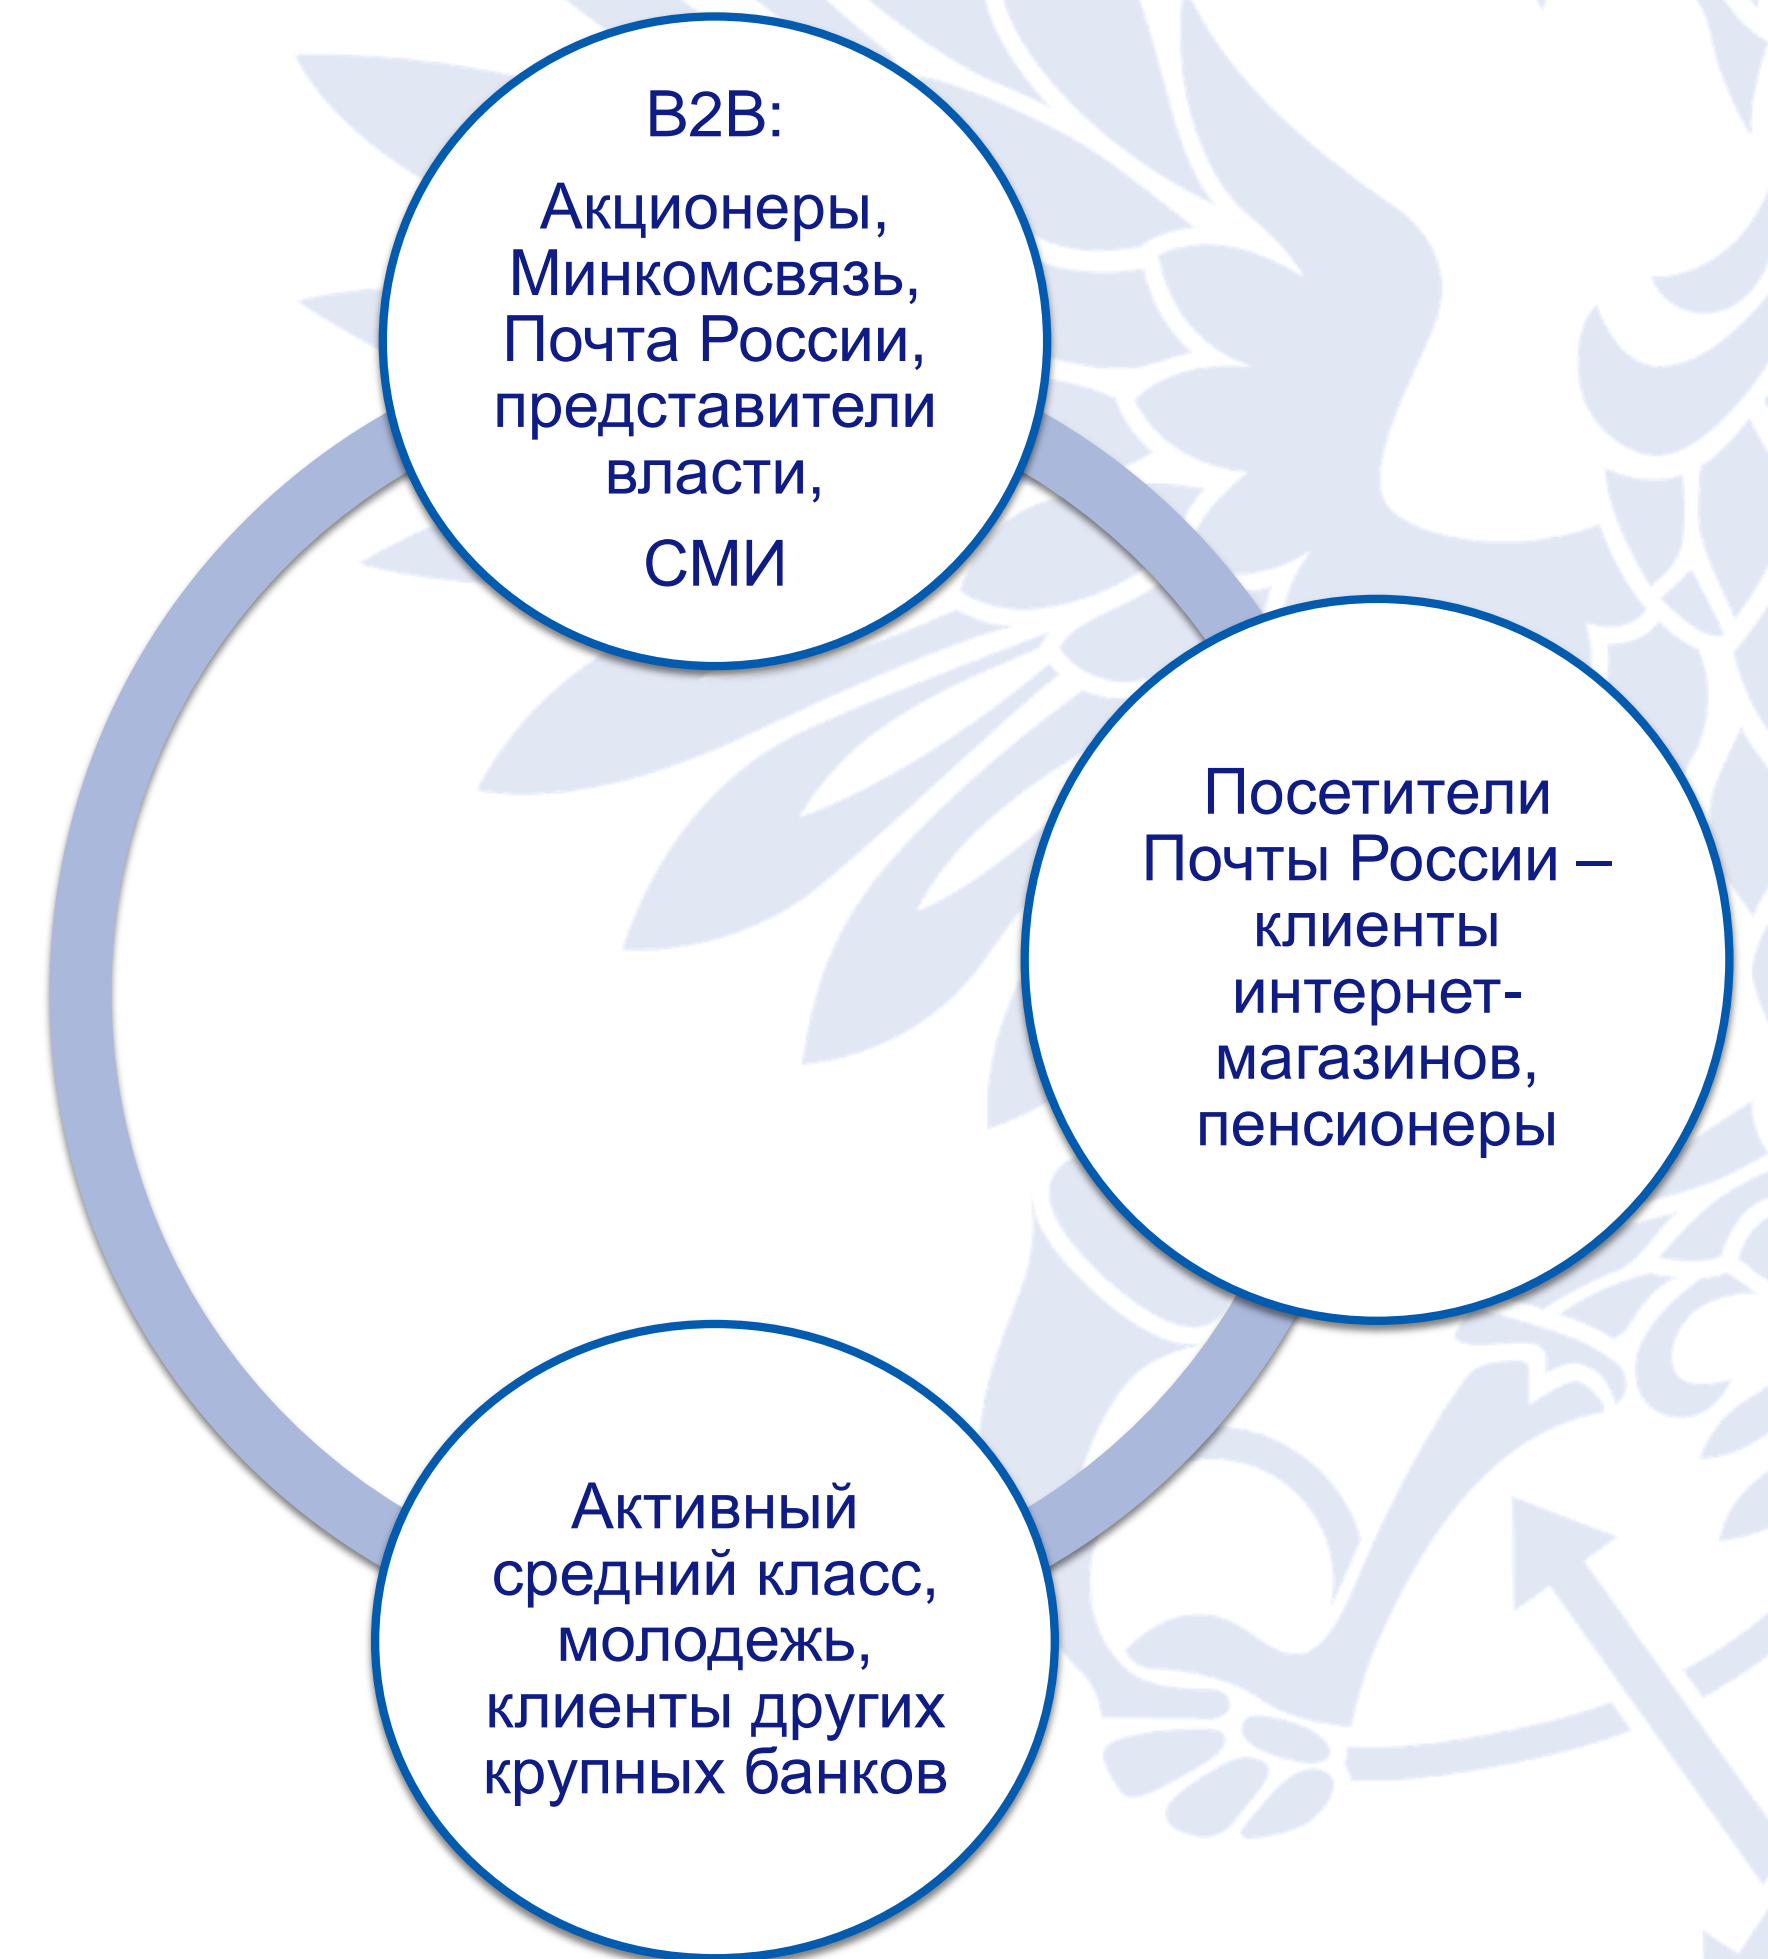 B2B:
Акционеры,
Минкомсвязь,
Почта России,
представители
власти,
СМИ
Посетители
Почты России –
клиенты
интернет-
магазинов,
пенсионеры
Активный
средний класс,
молодежь,
клиенты других
крупных банков